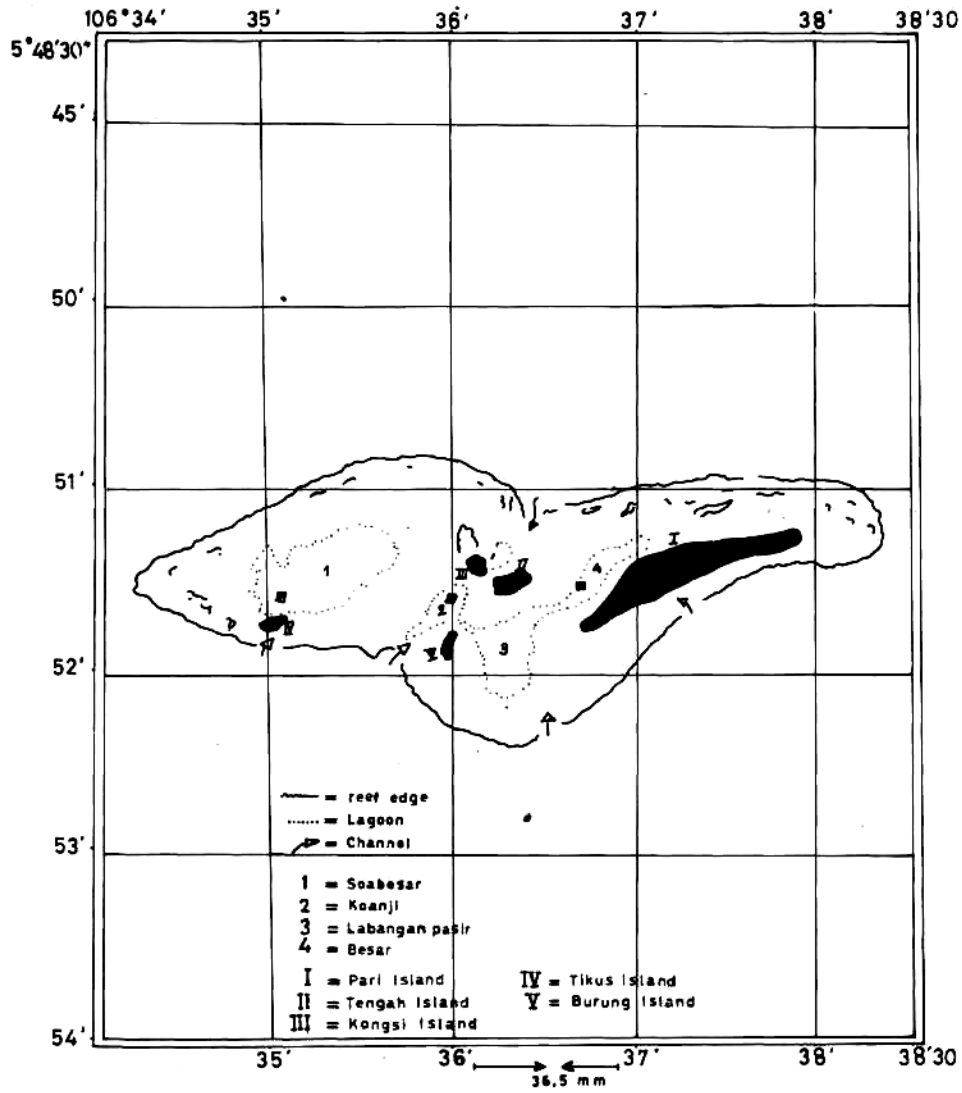 106°34' 35' 36' 37' 38' 38'30
5°48'30"
45'
50'
51'
52'
53'
54'
I
1
4
III
2
3
V
= reef edge
= Lagoon
= Channel
1 = Soabesar
2 = Koanji
3 = Labangan pasir
4 = Besar
I = Pari Island
II = Tengah Island
III = Kongsi Island
IV = Tikus Island
V = Burung Island
35' 36' 37' 38' 38'30
36.5 mm